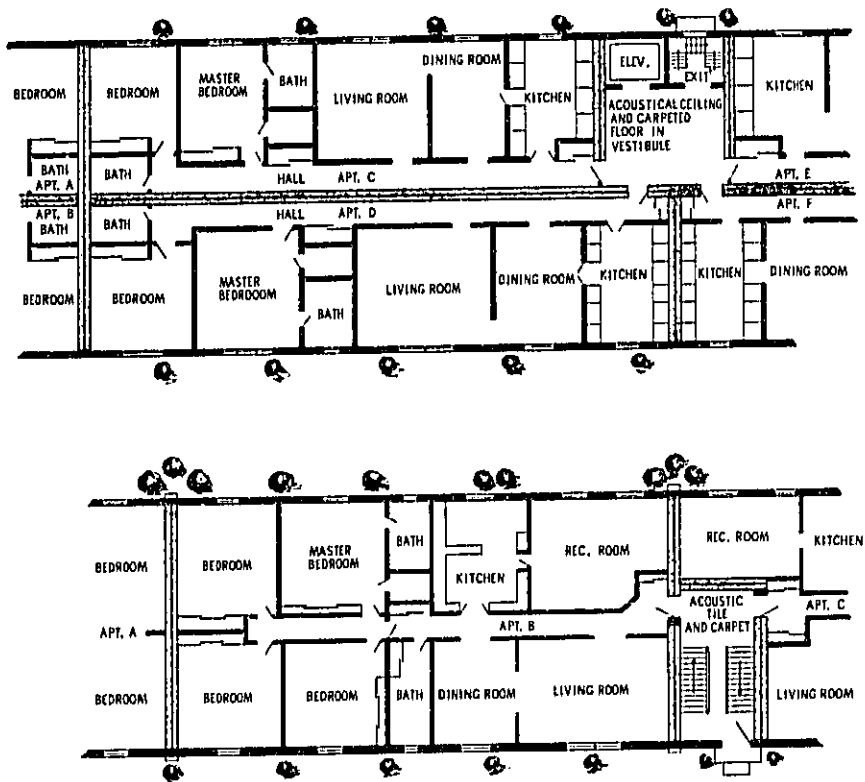 BEDROOM
BEDROOM
MASTER
BEDROOM
BATH
LIVING ROOM
DINING ROOM
KITCHEN
ELEV.
EXIT
ACOUSTICAL CEILING
AND CARPETED
FLOOR IN
VESTIBULE
KITCHEN
BATH
APT. A
BATH
HALL
APT. C
APT. E
APT. B
BATH
BATH
HALL
APT. D
APT. F
BEDROOM
BEDROOM
MASTER
BEDROOM
BATH
LIVING ROOM
DINING ROOM
KITCHEN
KITCHEN
DINING ROOM
BEDROOM
BEDROOM
MASTER
BEDROOM
BATH
KITCHEN
REC. ROOM
REC. ROOM
KITCHEN
APT. A
APT. B
ACOUSTIC
TILE
AND CARPET
APT. C
BEDROOM
BEDROOM
BEDROOM
BATH
DINING ROOM
LIVING ROOM
LIVING ROOM